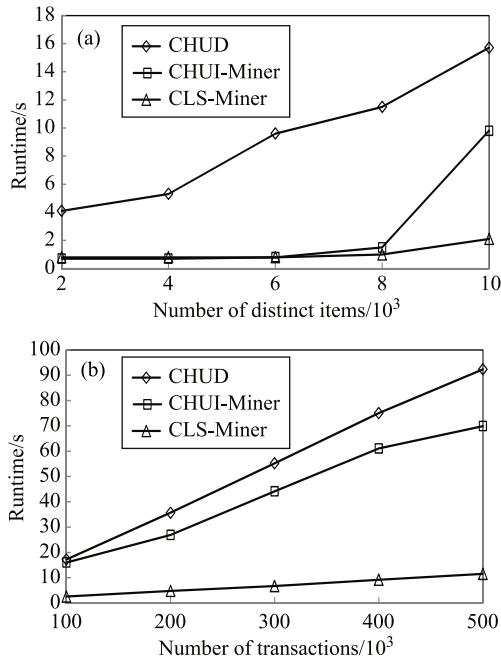 (a)
CHUD
CHUI-Miner
CLS-Miner
Runtime/s
18
16
14
12
10
8
6
4
2
0
2 4 6 8 10
Number of distinct items/10³
(b)
CHUD
CHUI-Miner
CLS-Miner
Runtime/s
100
90
80
70
60
50
40
30
20
10
0
100 200 300 400 500
Number of transactions/10³